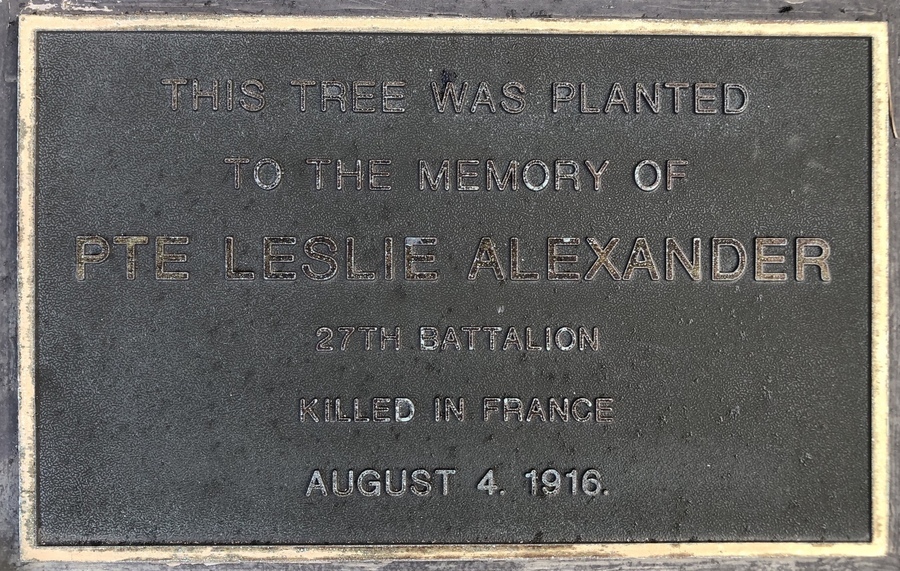 THIS TREE WAS PLANTED
TO THE MEMORY OF
PTE LESLIE ALEXANDER
27TH BATTALION
KILLED IN FRANCE
AUGUST 4. 1916.